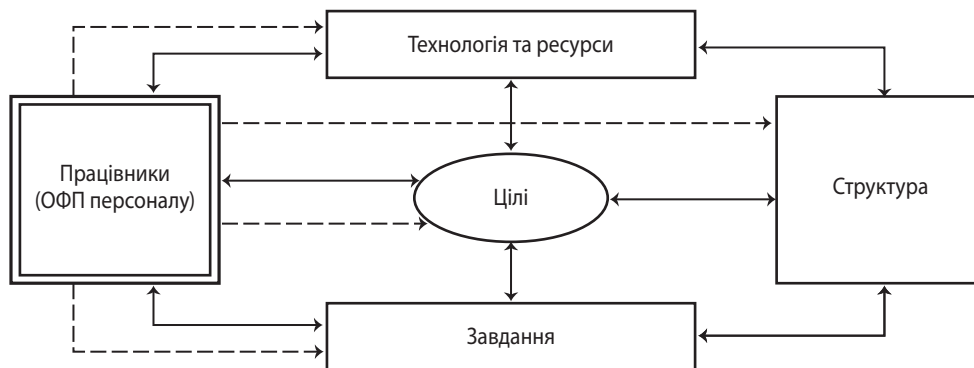 Технологія та ресурси
Працівники
(ОФП персоналу)
Цілі
Структура
Завдання